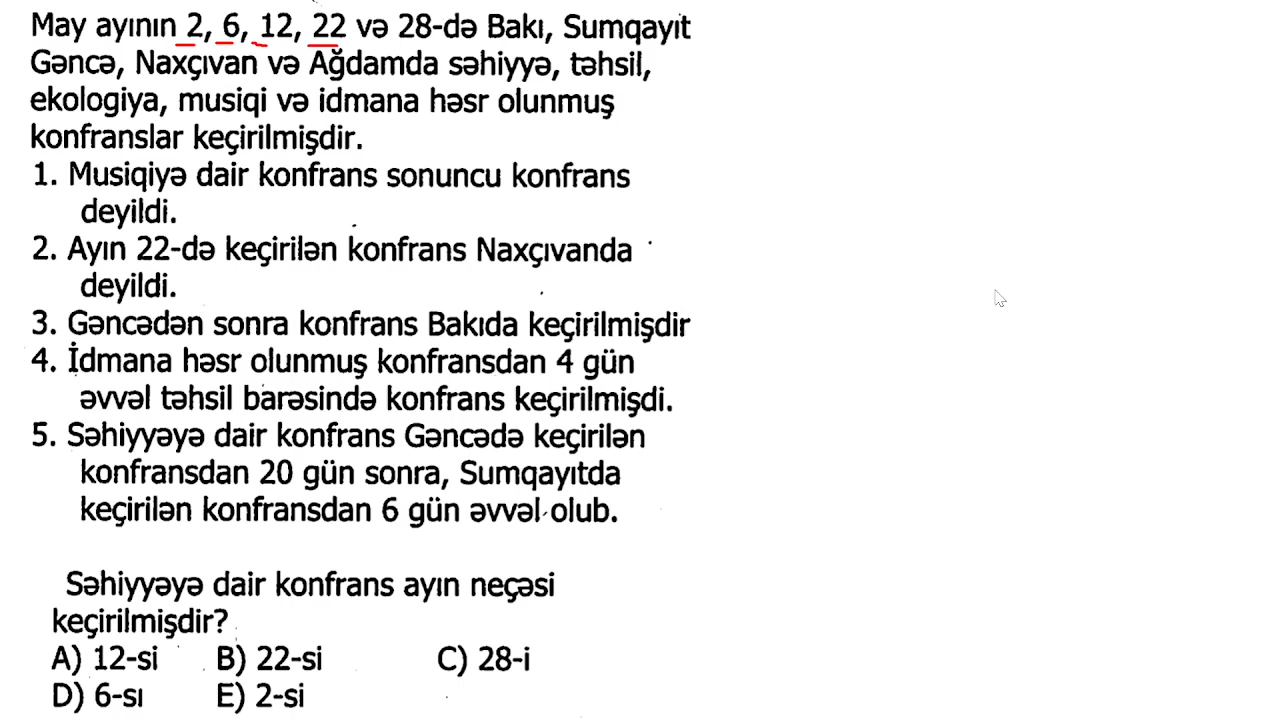 May ayının 2, 6, 12, 22 və 28-də Bakı, Sumqayıt
Gəncə, Naxçıvan və Ağdamda səhiyyə, təhsil,
ekologiya, musiqi və idmana həsr olunmuş
konfranslar keçirilmişdir.
1. Musiqiyə dair konfrans sonuncu konfrans
deyildi.
2. Ayın 22-də keçirilən konfrans Naxçıvanda
deyildi.
3. Gəncədən sonra konfrans Bakıda keçirilmişdir
4. İdmana həsr olunmuş konfransdan 4 gün
əvvəl təhsil barəsində konfrans keçirilmişdi.
5. Səhiyyəyə dair konfrans Gəncədə keçirilən
konfransdan 20 gün sonra, Sumqayıtda
keçirilən konfransdan 6 gün əvvəl olub.
Səhiyyəyə dair konfrans ayın neçəsi
keçirilmişdir?
A) 12-si B) 22-si C) 28-i
D) 6-sı E) 2-si